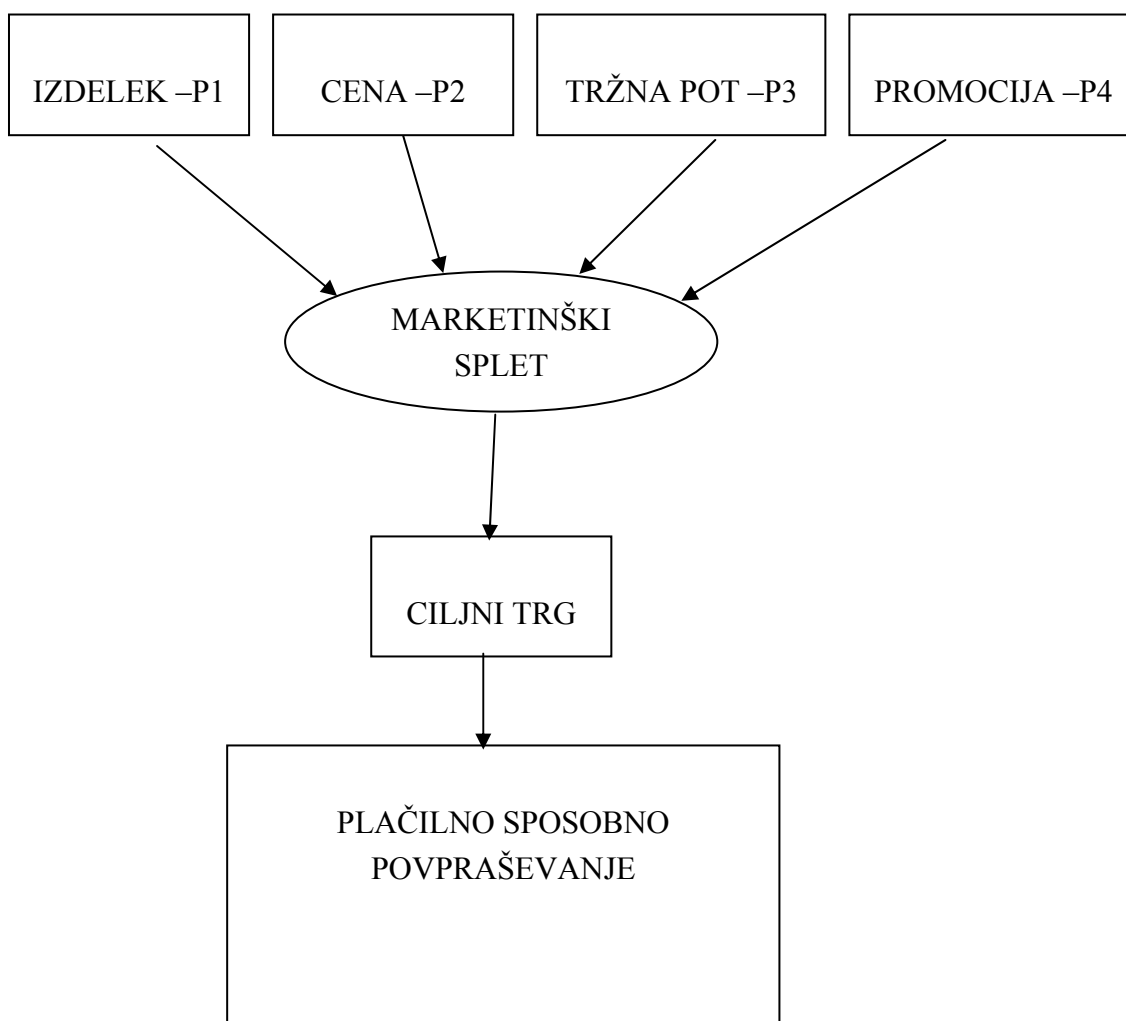 IZDELEK –P1
CENA –P2
TRŽNA POT –P3
PROMOCIJA –P4
MARKETINŠKI
SPLET
CILJNI TRG
PLAČILNO SPOSOBNO
POVPRAŠEVANJE